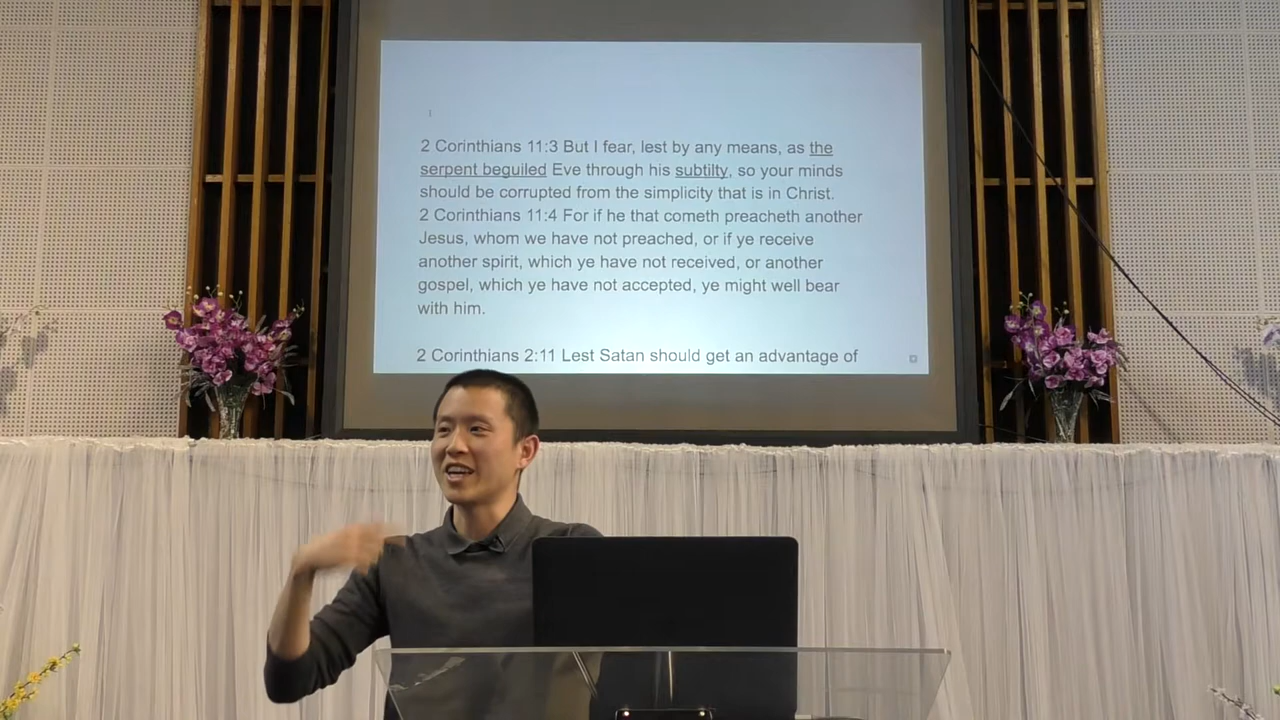 2 Corinthians 11:3 But I fear, lest by any means, as the
serpent beguiled Eve through his subtilty, so your minds
should be corrupted from the simplicity that is in Christ.
2 Corinthians 11:4 For if he that cometh preacheth another
Jesus, whom we have not preached, or if ye receive
another spirit, which ye have not received, or another
gospel, which ye have not accepted, ye might well bear
with him.
2 Corinthians 2:11 Lest Satan should get an advantage of